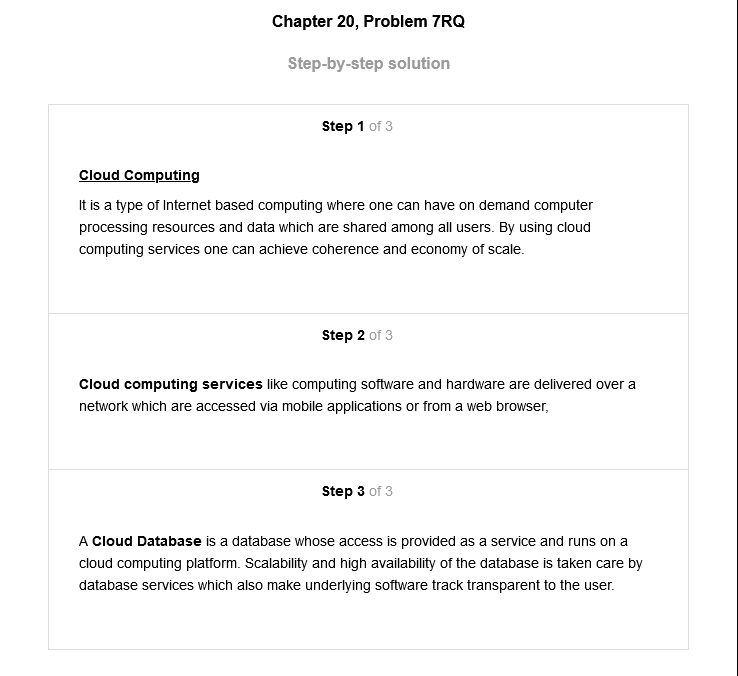 Chapter 20, Problem 7RQ
Step-by-step solution
Step 1 of 3
Cloud Computing
It is a type of Internet based computing where one can have on demand computer
processing resources and data which are shared among all users. By using cloud
computing services one can achieve coherence and economy of scale.
Step 2 of 3
Cloud computing services like computing software and hardware are delivered over a
network which are accessed via mobile applications or from a web browser,
Step 3 of 3
A Cloud Database is a database whose access is provided as a service and runs on a
cloud computing platform. Scalability and high availability of the database is taken care by
database services which also make underlying software track transparent to the user.